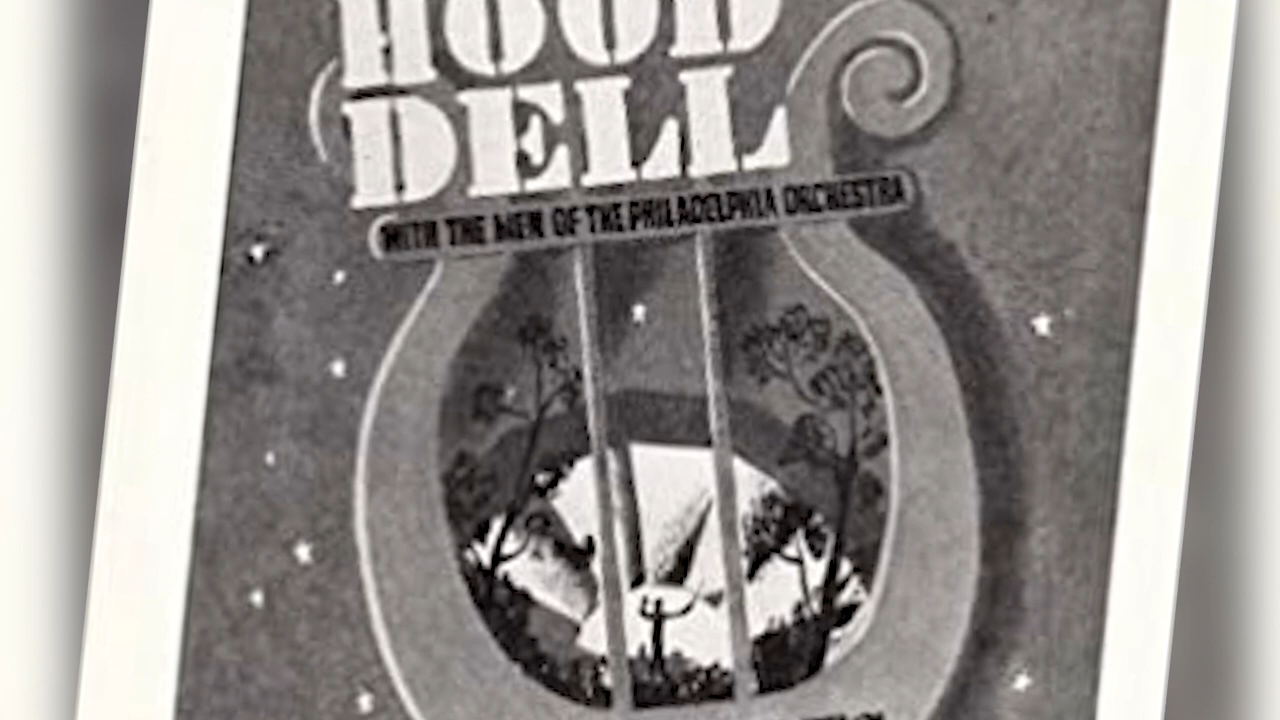 HOOD
DELL
WITH THE MEN OF THE PHILADELPHIA ORCHESTRA